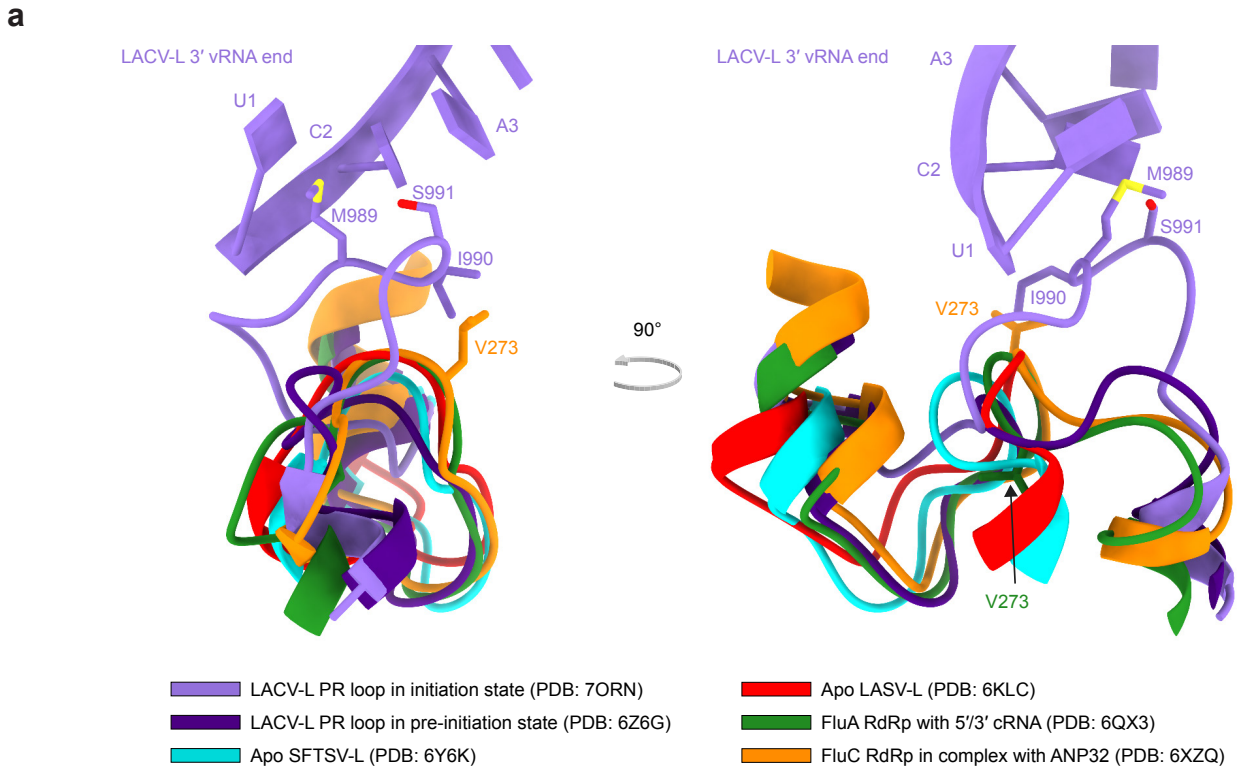 a
LACV-L 3′ vRNA end
U1
C2
A3
S991
M989
I990
V273
90°
LACV-L 3′ vRNA end
A3
C2
M989
S991
U1
I990
V273
V273
LACV-L PR loop in initiation state (PDB: 7ORN)
LACV-L PR loop in pre-initiation state (PDB: 6Z6G)
Apo SFTSV-L (PDB: 6Y6K)
Apo LASV-L (PDB: 6KLC)
FluA RdRp with 5′/3′ cRNA (PDB: 6QX3)
FluC RdRp in complex with ANP32 (PDB: 6XZQ)